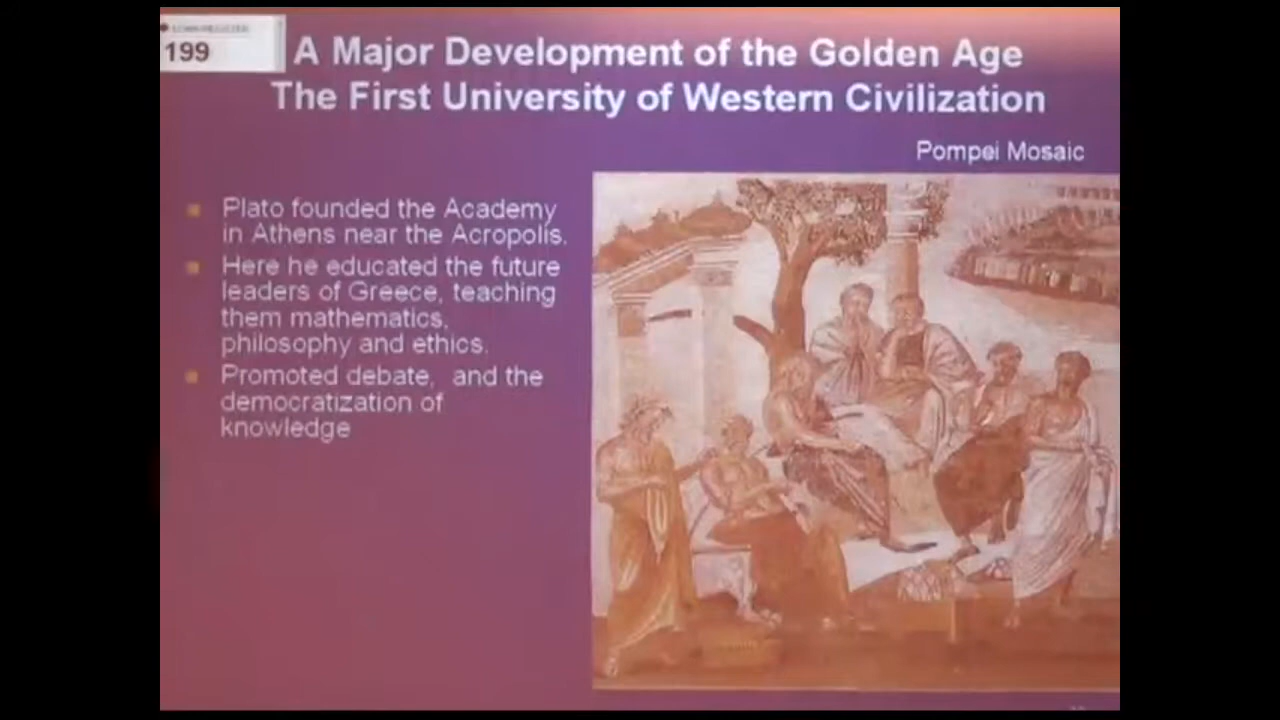 199
A Major Development of the Golden Age
The First University of Western Civilization
Pompei Mosaic
Plato founded the Academy
in Athens near the Acropolis.
Here he educated the future
leaders of Greece, teaching
them mathematics,
philosophy and ethics.
Promoted debate,  and the
democratization of
knowledge